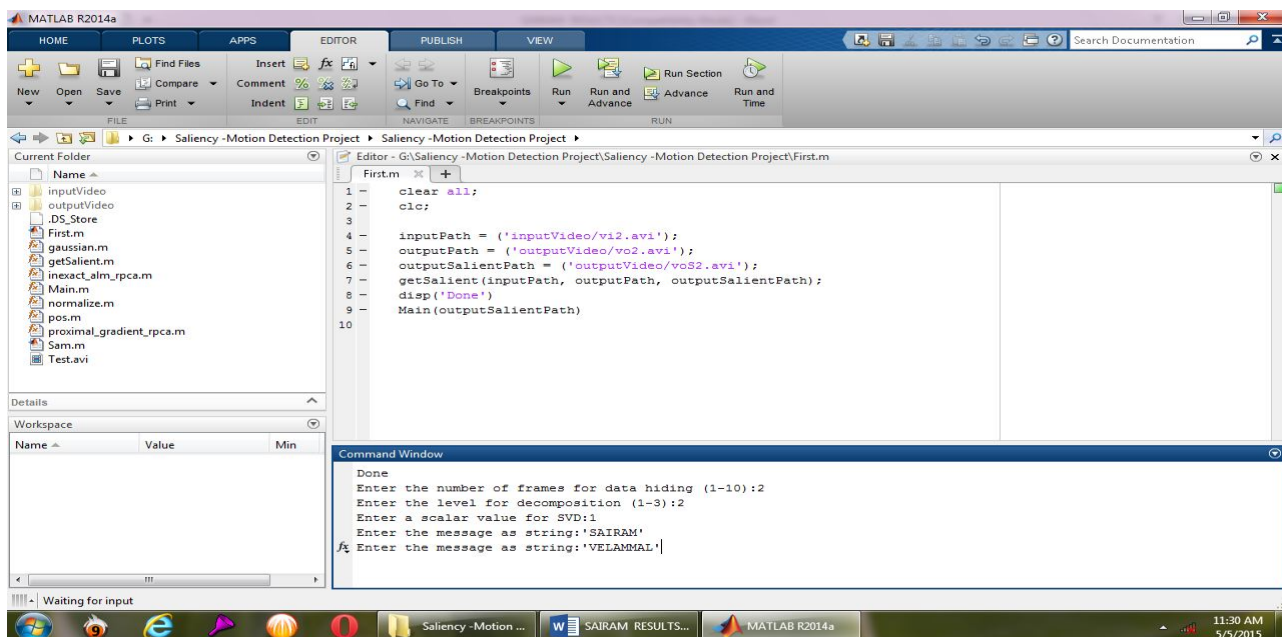 MATLAB R2014a
HOME PLOTS APPS EDITOR PUBLISH VIEW Search Documentation
Find Files Insert fx
New Open Save Compare Comment Go To Breakpoints Run Run and Advance Run Section Advance Run and Time
Print Indent Find
FILE EDIT NAVIGATE BREAKPOINTS RUN
G: Saliency -Motion Detection Project Saliency -Motion Detection Project
Current Folder
Name
inputVideo
outputVideo
.DS_Store
First.m
gaussian.m
getSalient.m
inexact_alm_rpca.m
Main.m
normalize.m
pos.m
proximal_gradient_rpca.m
Sam.m
Test.avi
Details
Workspace
Name Value Min
Editor - G:\Saliency -Motion Detection Project\Saliency -Motion Detection Project\First.m
First.m
1 - clear all;
2 - clc;
3
4 - inputPath = ('inputVideo/vi2.avi');
5 - outputPath = ('outputVideo/vo2.avi');
6 - outputSalientPath = ('outputVideo/voS2.avi');
7 - getSalient(inputPath, outputPath, outputSalientPath);
8 - disp('Done')
9 - Main(outputSalientPath)
10
Command Window
Done
Enter the number of frames for data hiding (1-10):2
Enter the level for decomposition (1-3):2
Enter a scalar value for SVD:1
Enter the message as string:'SAIRAM'
fx Enter the message as string:'VELAMMAL'
Waiting for input
Saliency -Motion ... SAIRAM RESULTS... MATLAB R2014a 11:30 AM
5/5/2015